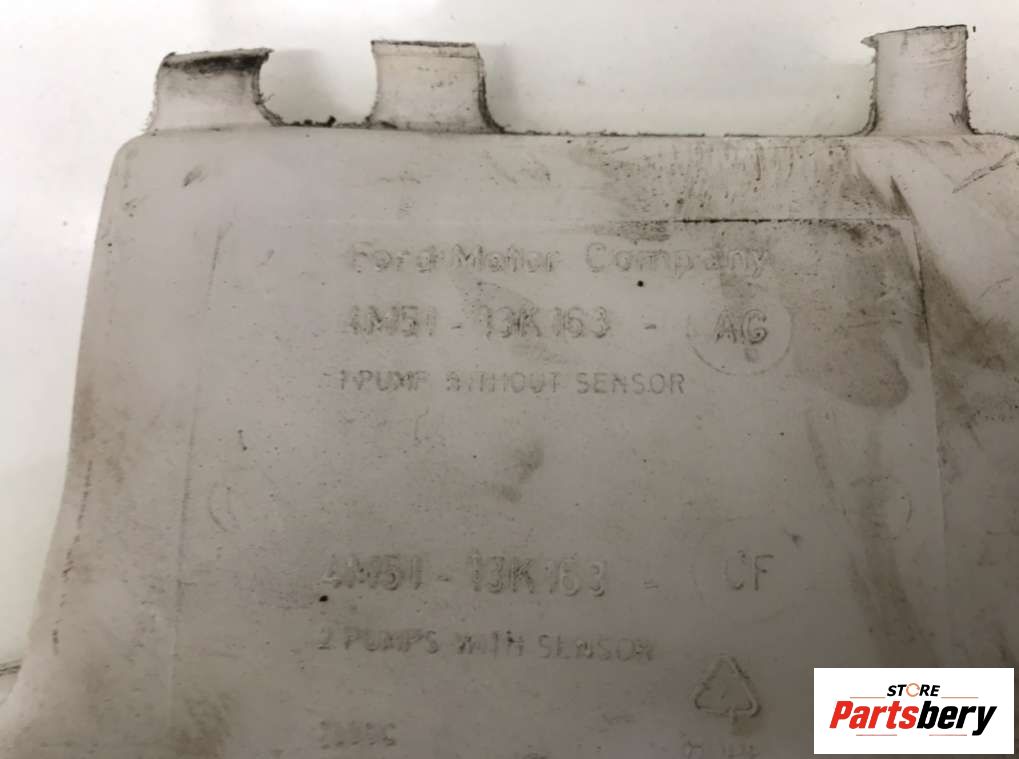 Ford Motor Company
4M51 - 13K163 - AG
1 PUMP WITHOUT SENSOR
4M51 - 13K163 - CF
2 PUMPS WITH SENSOR
STORE
Partsbery